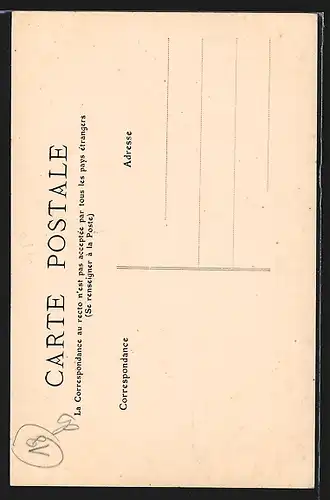 CARTE POSTALE
La Correspondance au recto n'est pas acceptée par tous les pays étrangers
(Se renseigner à la Poste)
Correspondance
Adresse